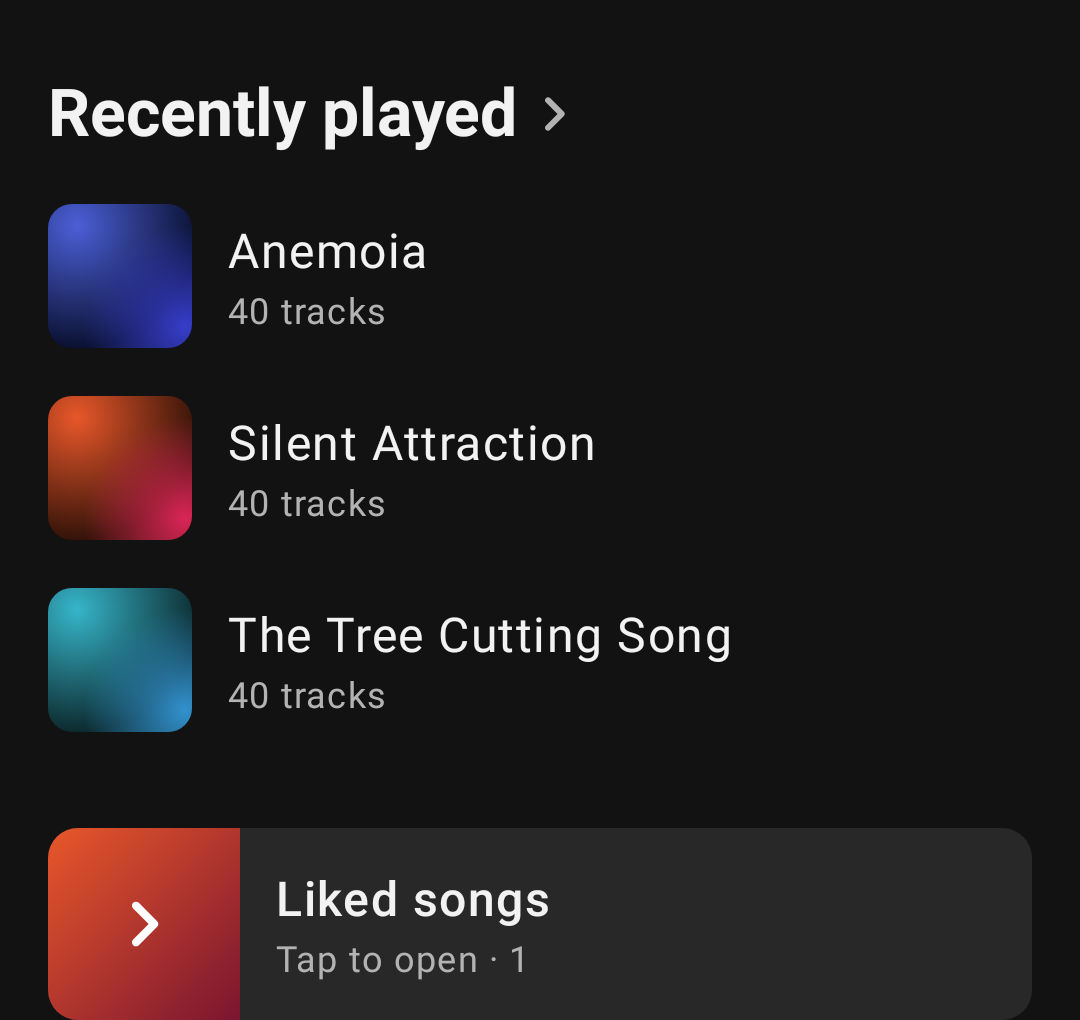 Recently played
Anemoia
40 tracks
Silent Attraction
40 tracks
The Tree Cutting Song
40 tracks
Liked songs
Tap to open · 1